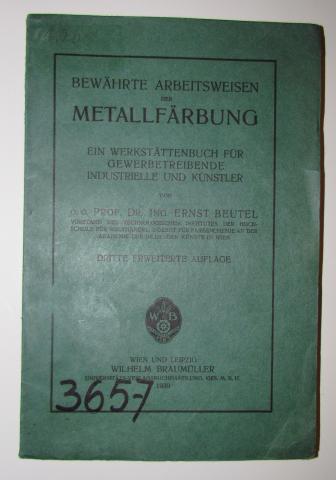 BEWÄHRTE ARBEITSWEISEN
DER
METALLFÄRBUNG
EIN WERKSTÄTTENBUCH FÜR
GEWERBETREIBENDE
INDUSTRIELLE UND KÜNSTLER
VON
O. Ö. PROF. DR. ING. ERNST BEUTEL
VORSTAND DES TECHNOLOGISCHEN INSTITUTES DER HOCH-
SCHULE FÜR WELTHANDEL, DOZENT FÜR FARBENCHEMIE AN DER
AKADEMIE DER BILDENDEN KÜNSTE IN WIEN
DRITTE ERWEITERTE AUFLAGE
W B
WIEN UND LEIPZIG
WILHELM BRAUMÜLLER
UNIVERSITÄTS-VERLAGSBUCHHANDLUNG, GES. M. B. H.
3657